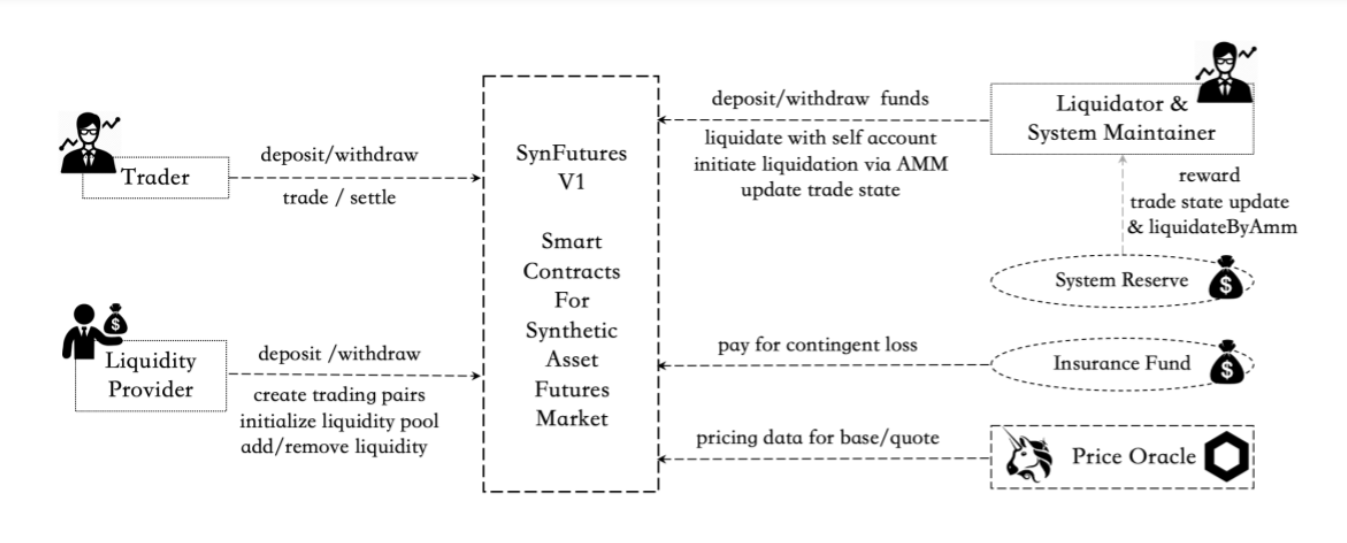 Trader
deposit/withdraw
trade / settle
Liquidity
Provider
deposit /withdraw
create trading pairs
initialize liquidity pool
add/remove liquidity
SynFutures
V1
Smart
Contracts
For
Synthetic
Asset
Futures
Market
deposit/withdraw funds
liquidate with self account
initiate liquidation via AMM
update trade state
Liquidator &
System Maintainer
reward
trade state update
& liquidateByAmm
System Reserve
$
pay for contingent loss
Insurance Fund
$
pricing data for base/quote
Price Oracle
$